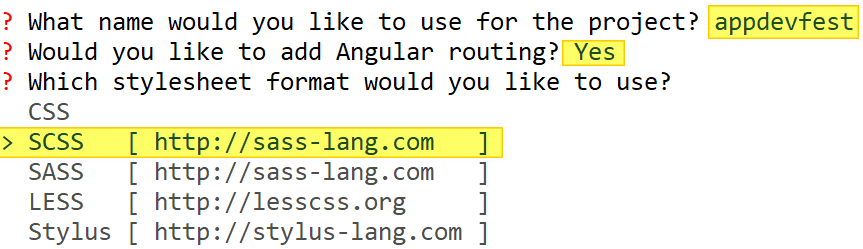 ? What name would you like to use for the project? appdevfest
? Would you like to add Angular routing? Yes
? Which stylesheet format would you like to use?
CSS
> SCSS [ http://sass-lang.com ]
SASS [ http://sass-lang.com ]
LESS [ http://lesscss.org ]
Stylus [ http://stylus-lang.com ]